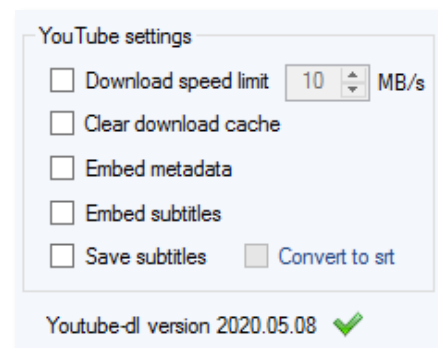 YouTube settings
Download speed limit 10 MB/s
Clear download cache
Embed metadata
Embed subtitles
Save subtitles Convert to srt
Youtube-dl version 2020.05.08